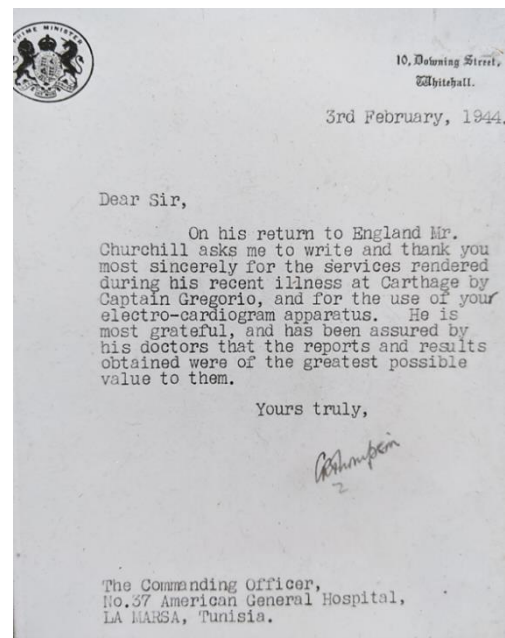 PRIME MINISTER
10, Downing Street,
Whitehall.
3rd February, 1944.
Dear Sir,
On his return to England Mr.
Churchill asks me to write and thank you
most sincerely for the services rendered
during his recent illness at Carthage by
Captain Gregorio, and for the use of your
electro-cardiogram apparatus. He is
most grateful, and has been assured by
his doctors that the reports and results
obtained were of the greatest possible
value to them.
Yours truly,
The Commanding Officer,
No.37 American General Hospital,
LA MARSA, Tunisia.